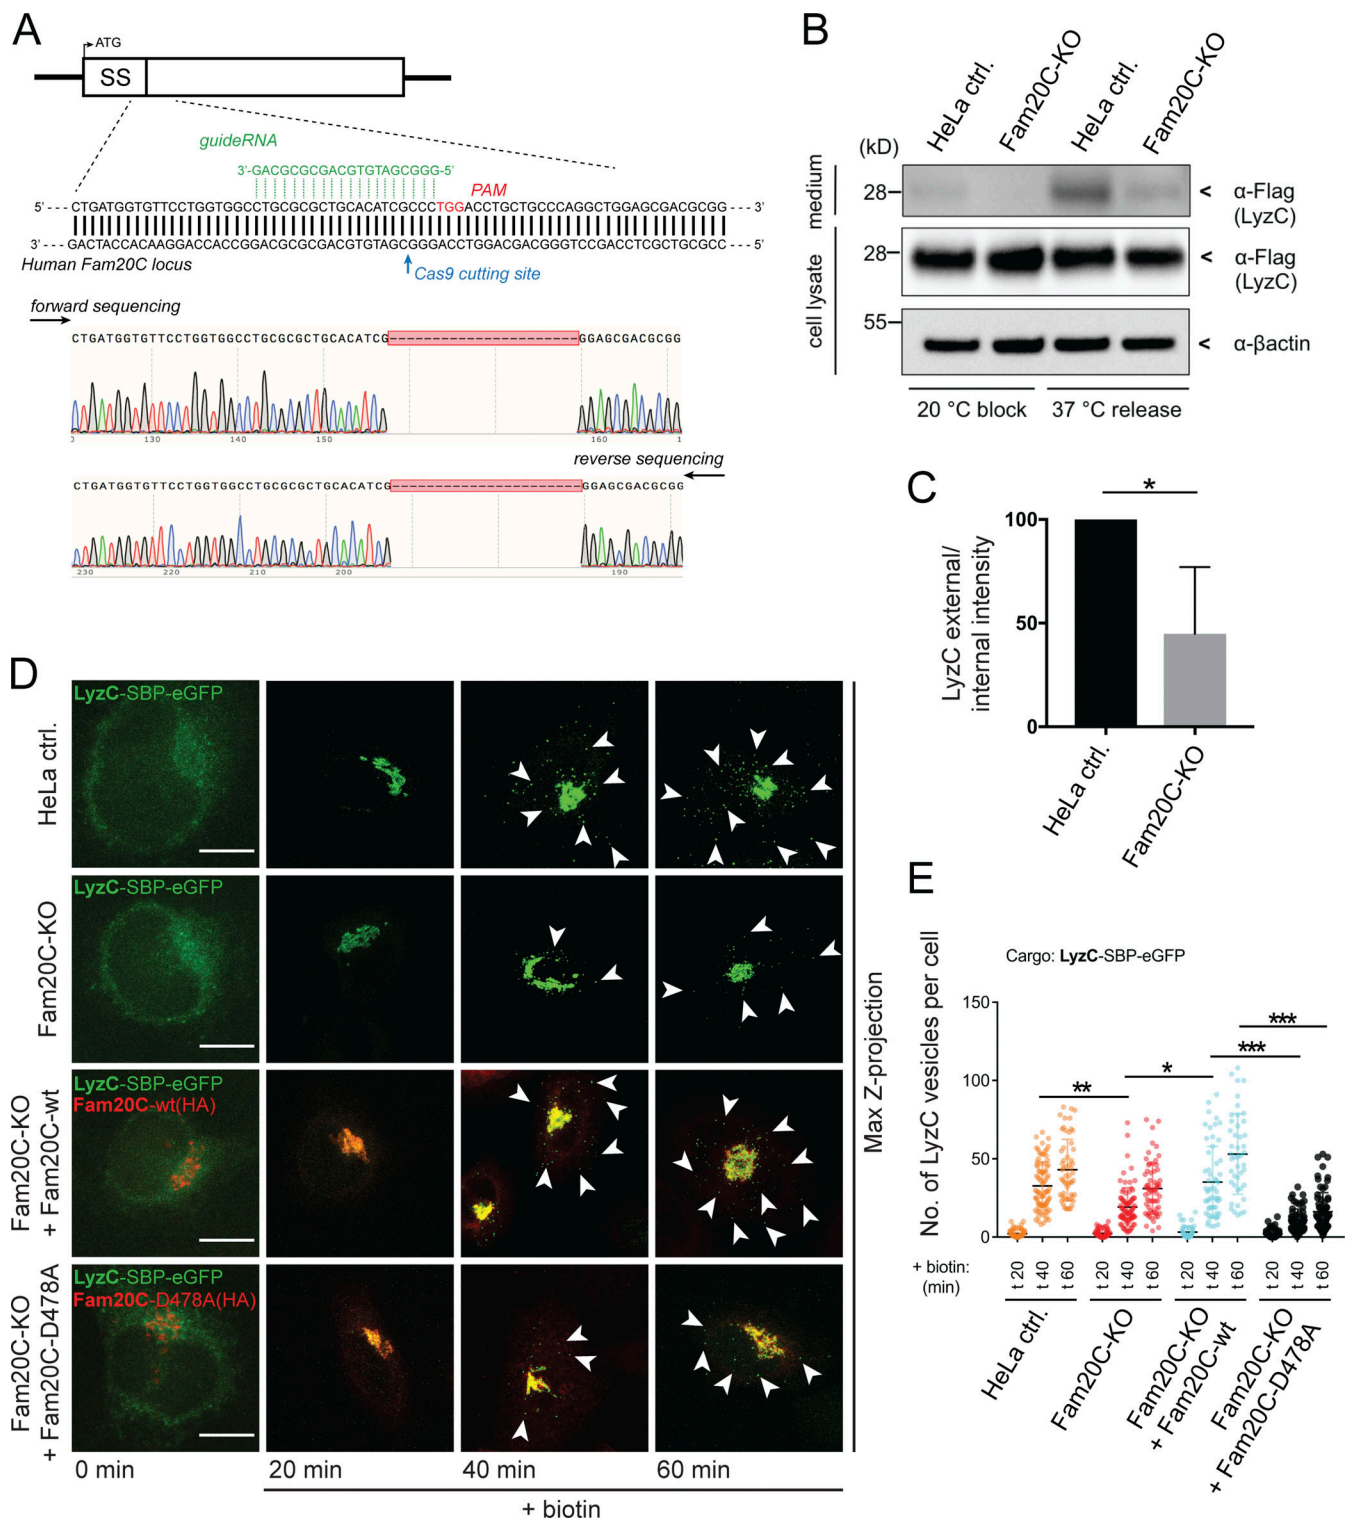 A
ATG
SS
guideRNA
3'-GACGCGCGACGTGTAGCGGG-5'
PAM
5' --- CTGATGGTGTTCCTGGTGGCCTGCGCGCTGCACATCGCCCTGGACCTGCTGCCCAGGCTGGAGCGACGCGG --- 3'
3' --- GACTACCACAAGGACCACCGGACGCGCGACGTGTAGCGGGACCTGGACGACGGGTCCGACCTCGCTGCGCC --- 5'
Human Fam20C locus
Cas9 cutting site
forward sequencing
CTGATGGTGTTCCTGGTGGCCTGCGCGCTGCACATCG----------------------GGAGCGACGCGG
130 140 150 160
reverse sequencing
CTGATGGTGTTCCTGGTGGCCTGCGCGCTGCACATCG----------------------GGAGCGACGCGG
230 220 210 200 190
B
HeLa ctrl.
Fam20C-KO
HeLa ctrl.
Fam20C-KO
(kD)
medium
28
< α-Flag
(LyzC)
cell lysate
28
< α-Flag
(LyzC)
55
< α-βactin
20 °C block
37 °C release
C
*
LyzC external/
internal intensity
100
50
0
HeLa ctrl.
Fam20C-KO
D
HeLa ctrl.
LyzC-SBP-eGFP
Fam20C-KO
LyzC-SBP-eGFP
Fam20C-KO
+ Fam20C-wt
LyzC-SBP-eGFP
Fam20C-wt(HA)
Fam20C-KO
+ Fam20C-D478A
LyzC-SBP-eGFP
Fam20C-D478A(HA)
Max Z-projection
0 min
20 min
40 min
60 min
+ biotin
E
Cargo: LyzC-SBP-eGFP
No. of LyzC vesicles per cell
150
100
50
0
**
*
***
***
+ biotin:
(min)
t 20 t 40 t 60 t 20 t 40 t 60 t 20 t 40 t 60 t 20 t 40 t 60
HeLa ctrl.
Fam20C-KO
Fam20C-KO
+ Fam20C-wt
Fam20C-KO
+ Fam20C-D478A